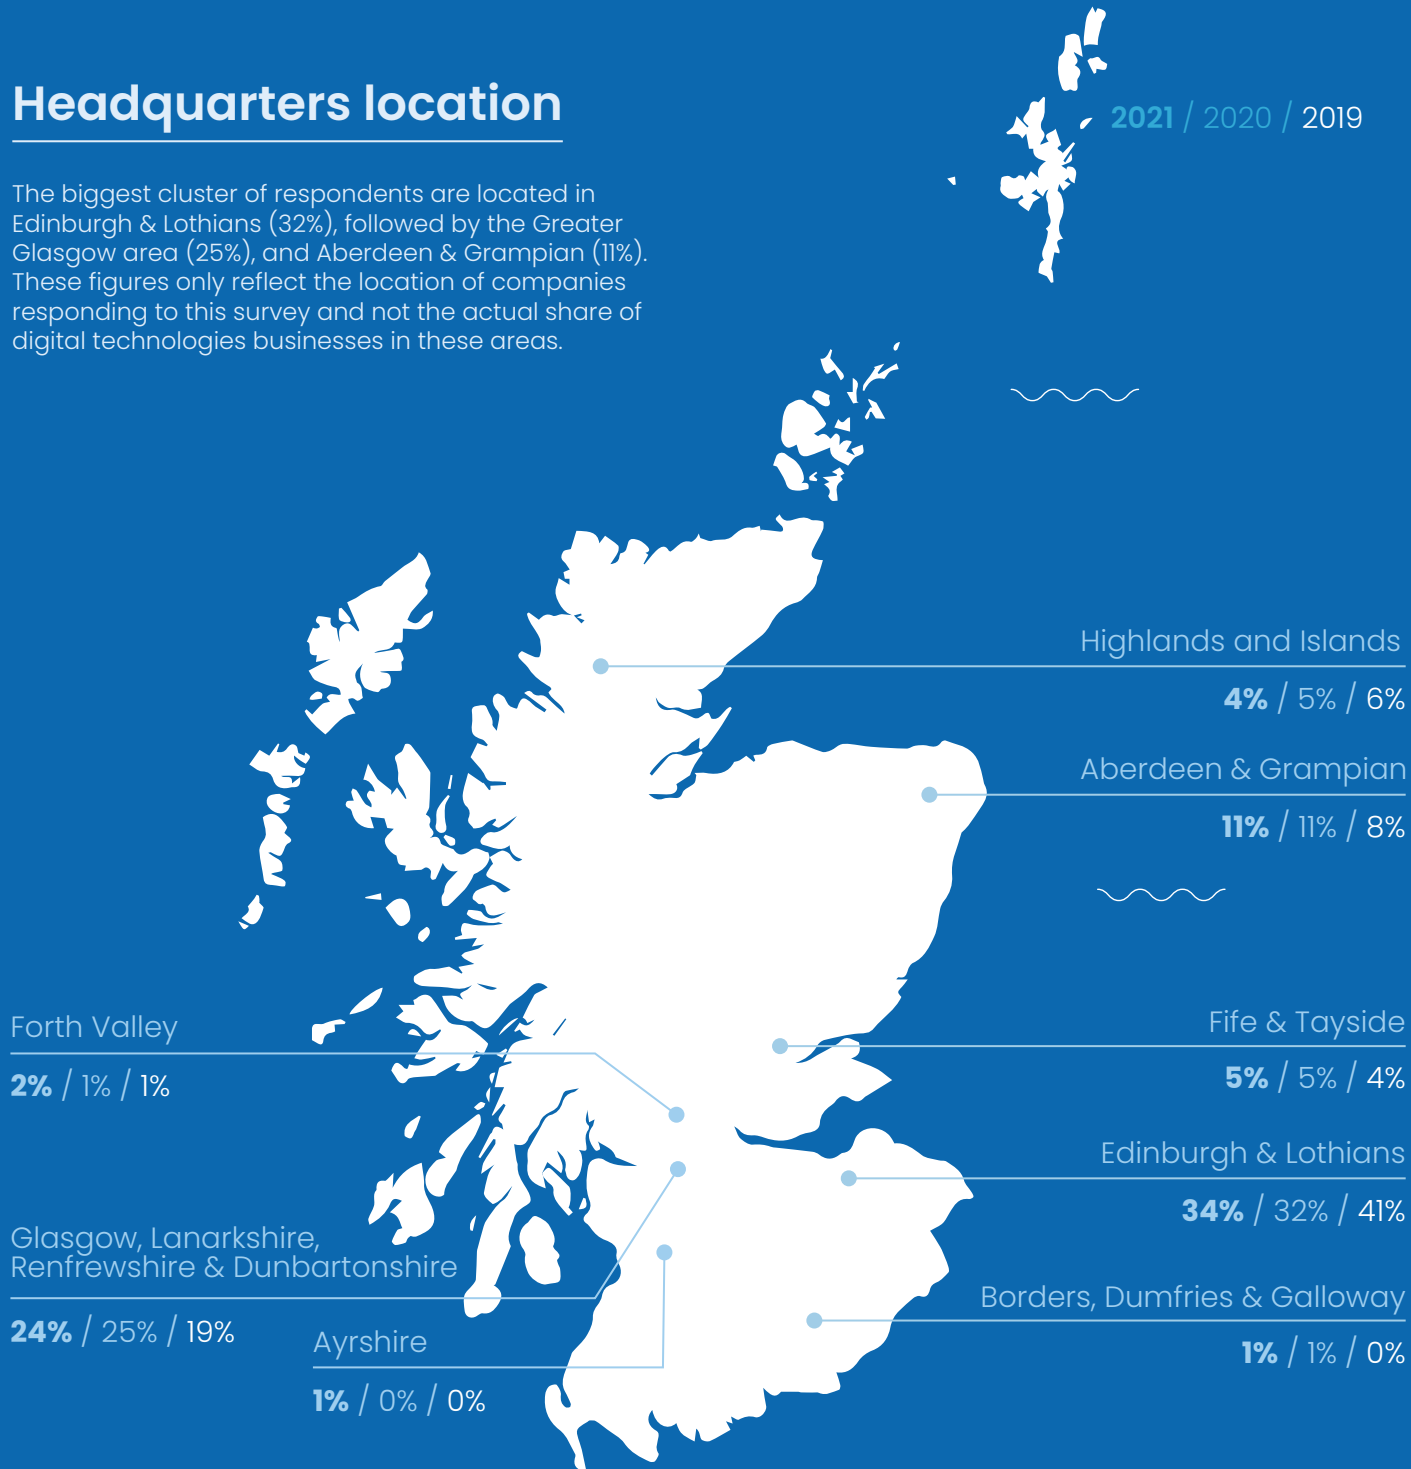 Headquarters location
2021 / 2020 / 2019
The biggest cluster of respondents are located in
Edinburgh & Lothians (32%), followed by the Greater
Glasgow area (25%), and Aberdeen & Grampian (11%).
These figures only reflect the location of companies
responding to this survey and not the actual share of
digital technologies businesses in these areas.
Highlands and Islands
4% / 5% / 6%
Aberdeen & Grampian
11% / 11% / 8%
Forth Valley
2% / 1% / 1%
Fife & Tayside
5% / 5% / 4%
Edinburgh & Lothians
34% / 32% / 41%
Glasgow, Lanarkshire,
Renfrewshire & Dunbartonshire
24% / 25% / 19%
Ayrshire
1% / 0% / 0%
Borders, Dumfries & Galloway
1% / 1% / 0%